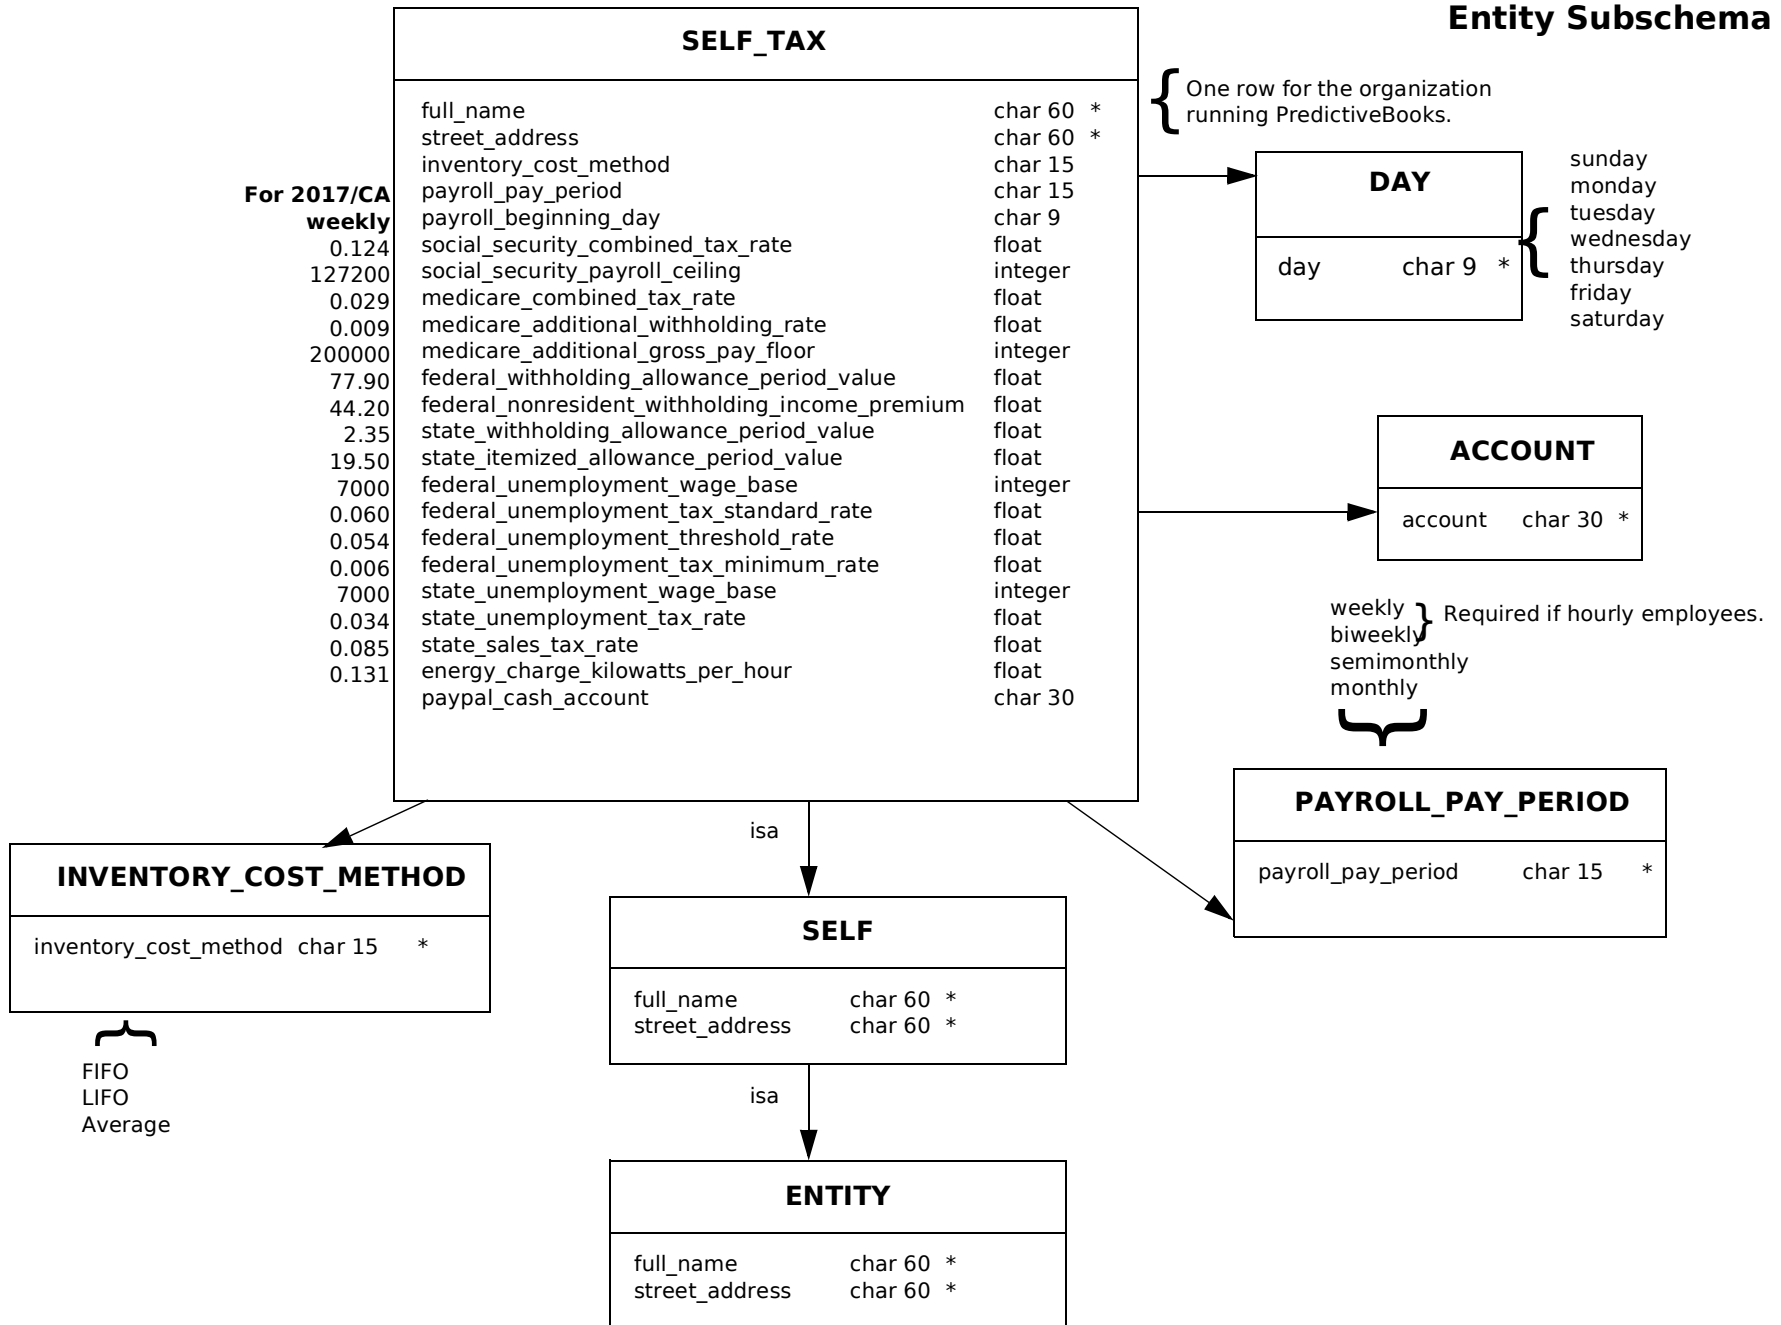 Entity Subschema
SELF_TAX
full_name char 60 *
street_address char 60 *
inventory_cost_method char 15
payroll_pay_period char 15
payroll_beginning_day char 9
social_security_combined_tax_rate float
social_security_payroll_ceiling integer
medicare_combined_tax_rate float
medicare_additional_withholding_rate float
medicare_additional_gross_pay_floor integer
federal_withholding_allowance_period_value float
federal_nonresident_withholding_income_premium float
state_withholding_allowance_period_value float
state_itemized_allowance_period_value float
federal_unemployment_wage_base integer
federal_unemployment_tax_standard_rate float
federal_unemployment_threshold_rate float
federal_unemployment_tax_minimum_rate float
state_unemployment_wage_base integer
state_unemployment_tax_rate float
state_sales_tax_rate float
energy_charge_kilowatts_per_hour float
paypal_cash_account char 30
For 2017/CA
weekly
0.124
127200
0.029
0.009
200000
77.90
44.20
2.35
19.50
7000
0.060
0.054
0.006
7000
0.034
0.085
0.131
{ One row for the organization
running PredictiveBooks.
DAY
day char 9 *
{
sunday
monday
tuesday
wednesday
thursday
friday
saturday
ACCOUNT
account char 30 *
weekly
biweekly
semimonthly
monthly
} Required if hourly employees.
}
PAYROLL_PAY_PERIOD
payroll_pay_period char 15 *
INVENTORY_COST_METHOD
inventory_cost_method char 15 *
{
FIFO
LIFO
Average
isa
SELF
full_name char 60 *
street_address char 60 *
isa
ENTITY
full_name char 60 *
street_address char 60 *